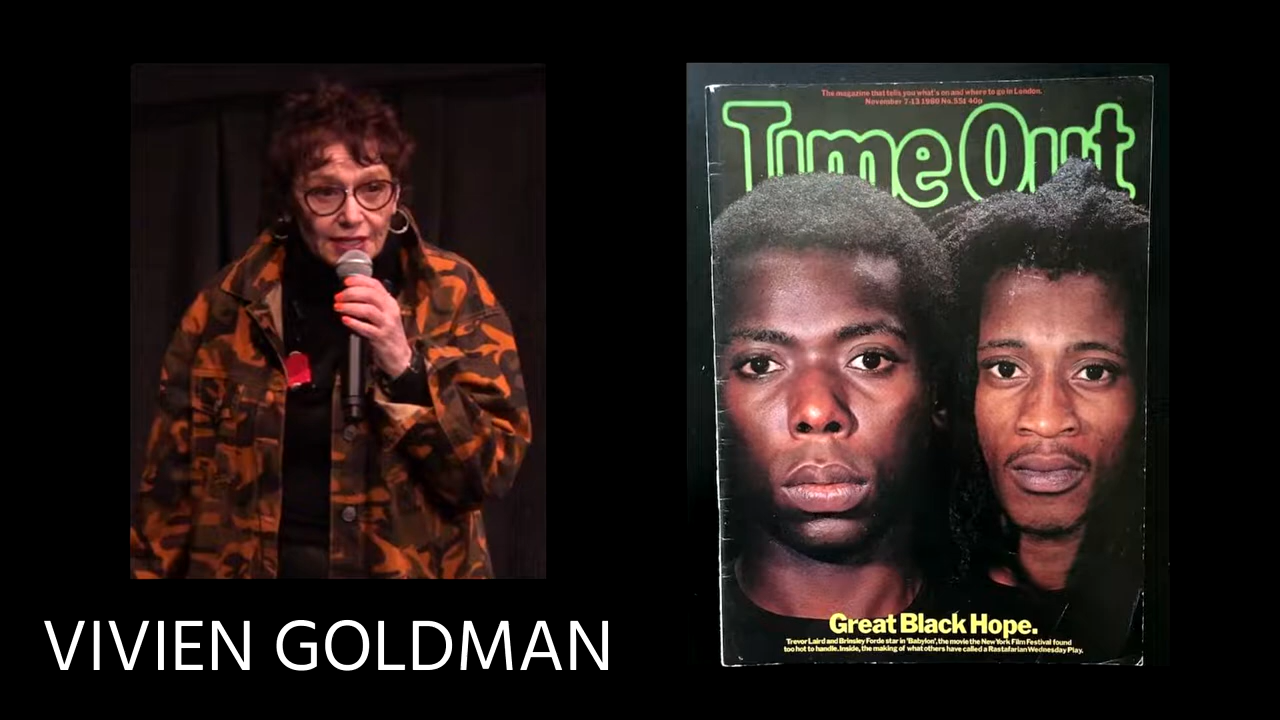 The magazine that tells you what's on and where to go in London.
November 7-13 1980 No.551 40p
Time Out
Great Black Hope.
Trevor Laird and Brinsley Forde star in 'Babylon', the movie the New York Film Festival found
too hot to handle. Inside, the making of what others have called a Rastafarian Wednesday Play.
VIVIEN GOLDMAN